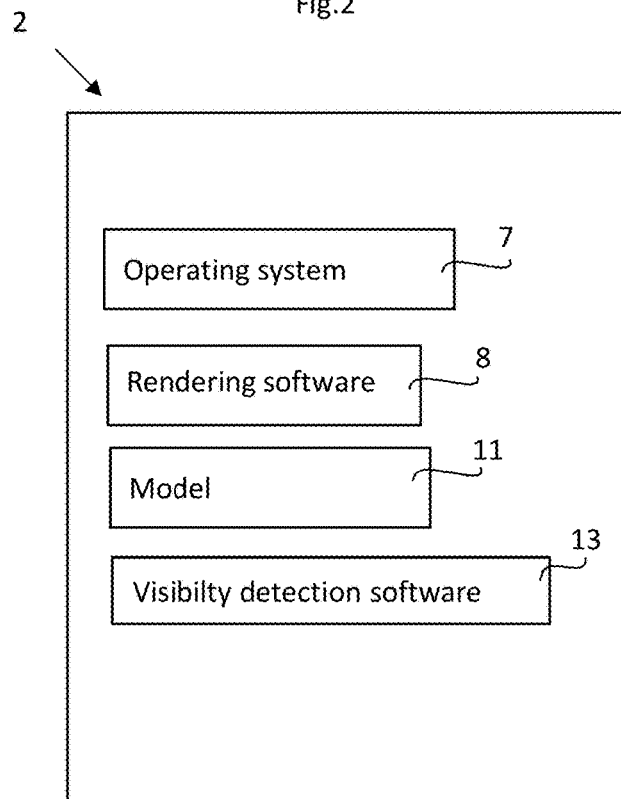 Fig.2
2
Operating system
7
Rendering software
8
Model
11
Visibilty detection software
13